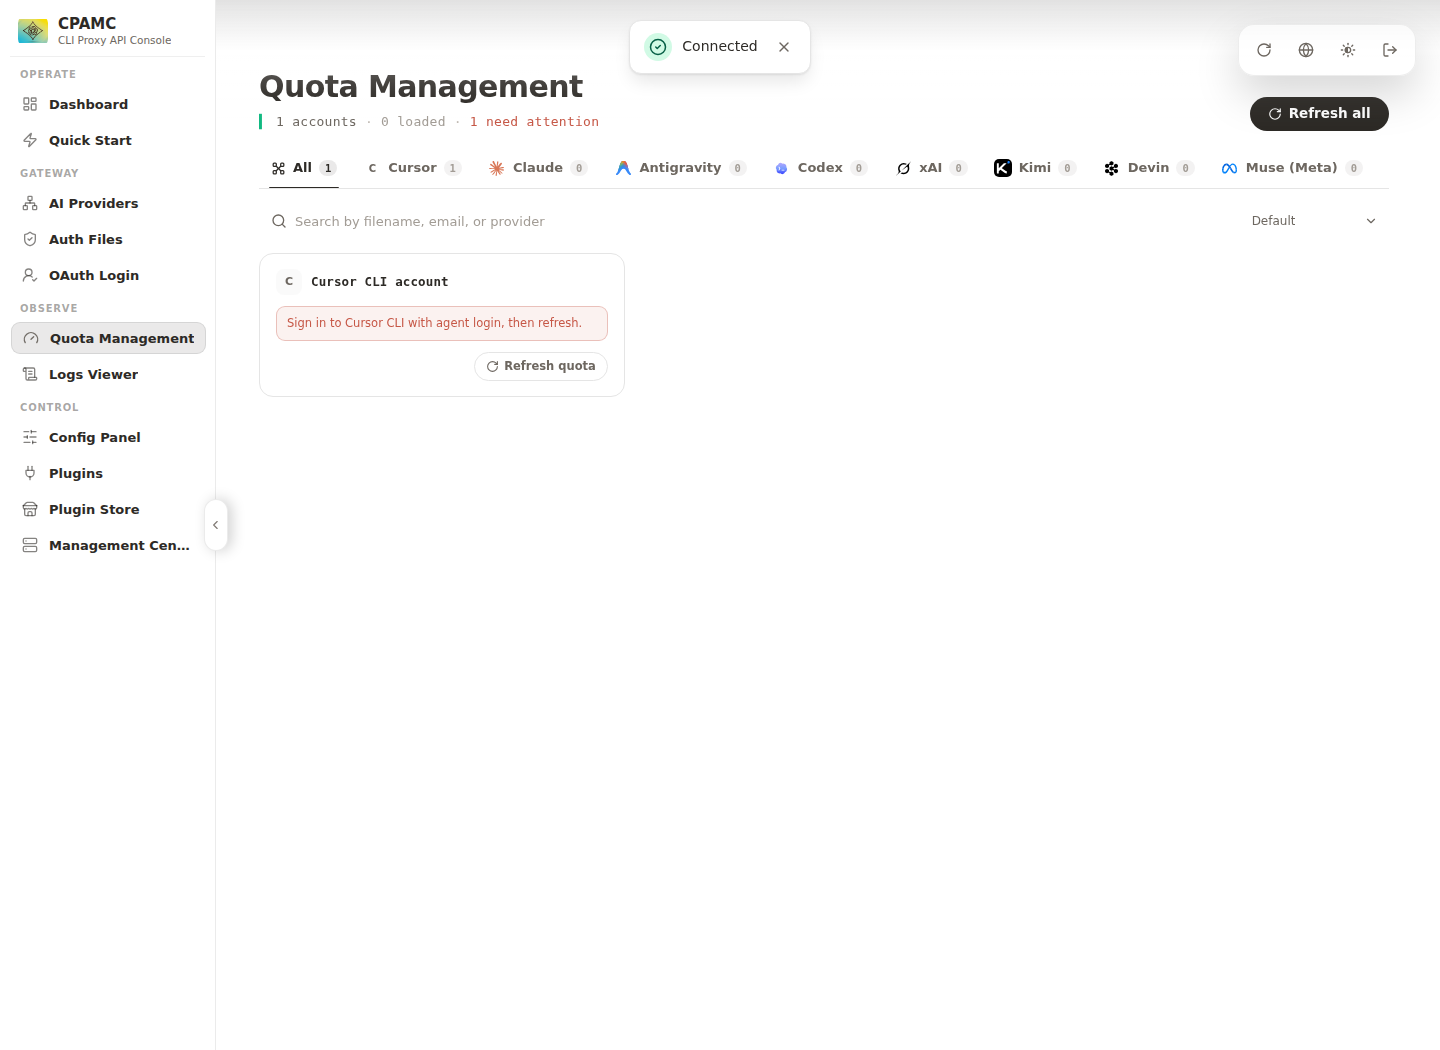 CPAMC
CLI Proxy API Console
OPERATE
Dashboard
Quick Start
GATEWAY
AI Providers
Auth Files
OAuth Login
OBSERVE
Quota Management
Logs Viewer
CONTROL
Config Panel
Plugins
Plugin Store
Management Cen...
Connected
Quota Management
1 accounts · 0 loaded · 1 need attention
Refresh all
All 1 C Cursor 1 Claude 0 Antigravity 0 Codex 0 xAI 0 Kimi 0 Devin 0 Muse (Meta) 0
Search by filename, email, or provider
Default
C Cursor CLI account
Sign in to Cursor CLI with agent login, then refresh.
Refresh quota